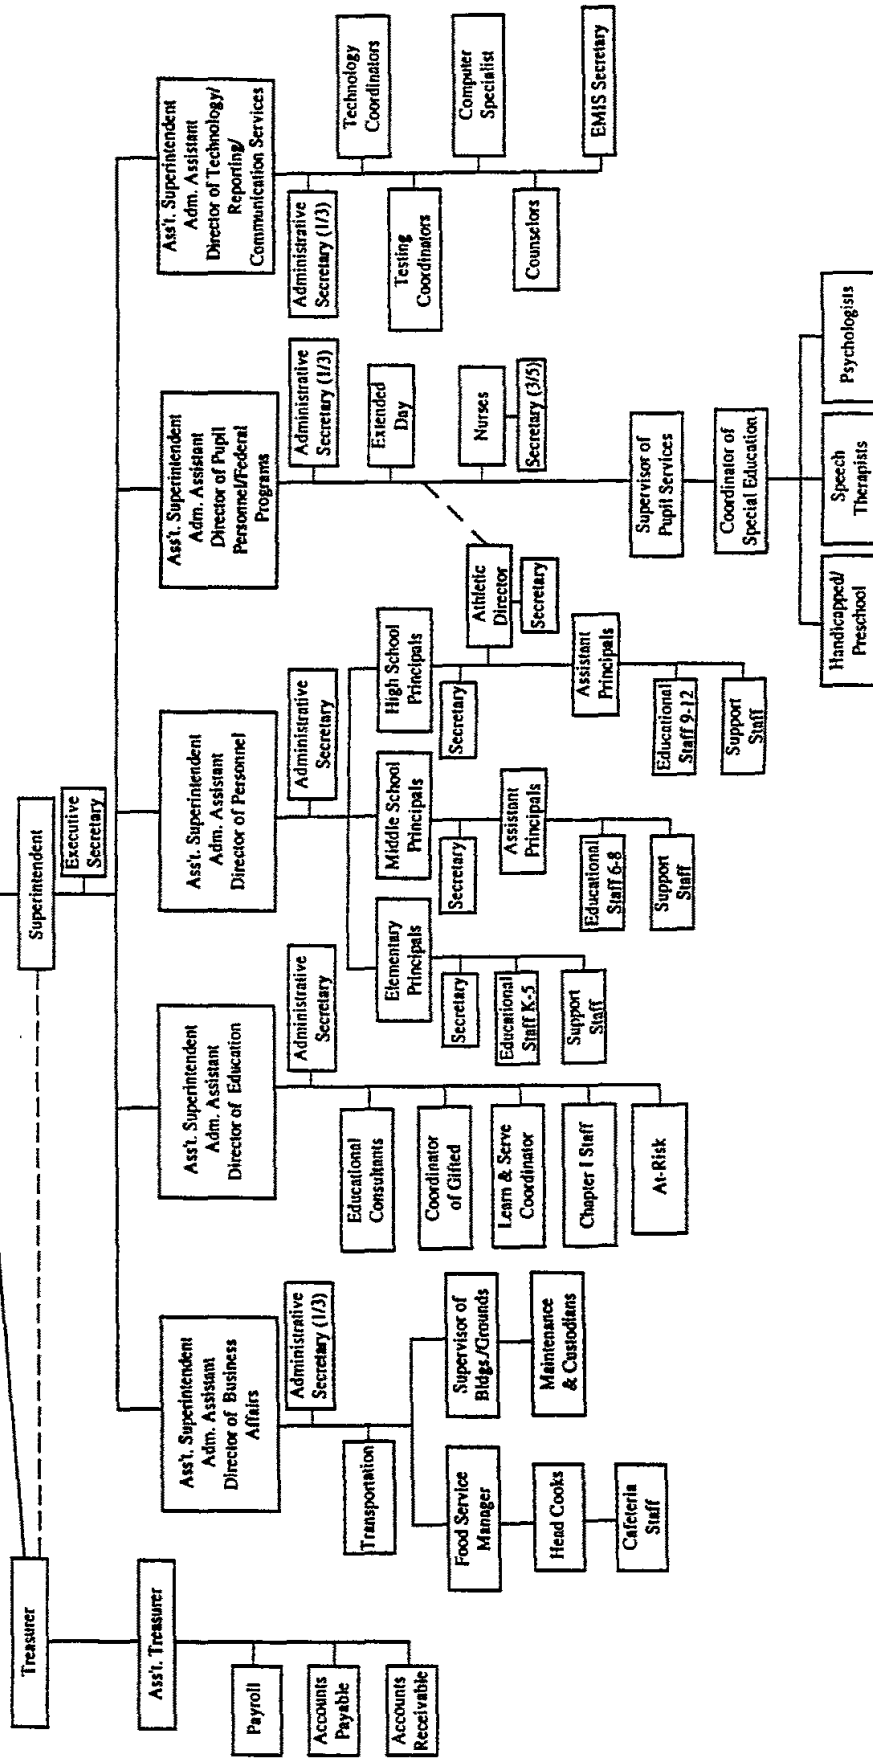 Treasurer
Ass't. Treasurer
Payroll
Accounts
Payable
Accounts
Receivable
Superintendent
Executive
Secretary
Ass't. Superintendent
Adm. Assistant
Director of Business
Affairs
Administrative
Secretary (1/3)
Transportation
Food Service
Manager
Head Cooks
Cafeteria
Staff
Supervisor of
Bldgs./Grounds
Maintenance
& Custodians
Ass't. Superintendent
Adm. Assistant
Director of Education
Administrative
Secretary
Educational
Consultants
Coordinator
of Gifted
Learn & Serve
Coordinator
Chapter I Staff
At-Risk
Ass't. Superintendent
Adm. Assistant
Director of Personnel
Administrative
Secretary
Elementary
Principals
Secretary
Educational
Staff K-5
Support
Staff
Middle School
Principals
Secretary
Assistant
Principals
Educational
Staff 6-8
Support
Staff
High School
Principals
Secretary
Athletic
Director
Secretary
Assistant
Principals
Educational
Staff 9-12
Support
Staff
Ass't. Superintendent
Adm. Assistant
Director of Pupil
Personnel/Federal
Programs
Administrative
Secretary (1/3)
Extended
Day
Nurses
Secretary (3/5)
Supervisor of
Pupil Services
Coordinator of
Special Education
Handicapped/
Preschool
Speech
Therapists
Psychologists
Ass't. Superintendent
Adm. Assistant
Director of Technology/
Reporting/
Communication Services
Administrative
Secretary (1/3)
Technology
Coordinators
Testing
Coordinators
Computer
Specialist
Counselors
EMIS Secretary